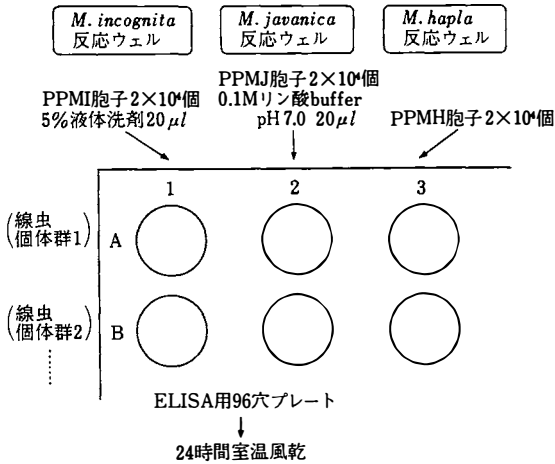 M. incognita
反応ウェル
M. javanica
反応ウェル
M. hapla
反応ウェル
PPMI胞子2×10⁴個
5%液体洗剤20μl
PPMJ胞子2×10⁴個
0.1Mリン酸buffer
pH 7.0 20μl
PPMH胞子2×10⁴個
1 2 3
(線虫
個体群1)
A
(線虫
個体群2)
B
ELISA用96穴プレート
24時間室温風乾